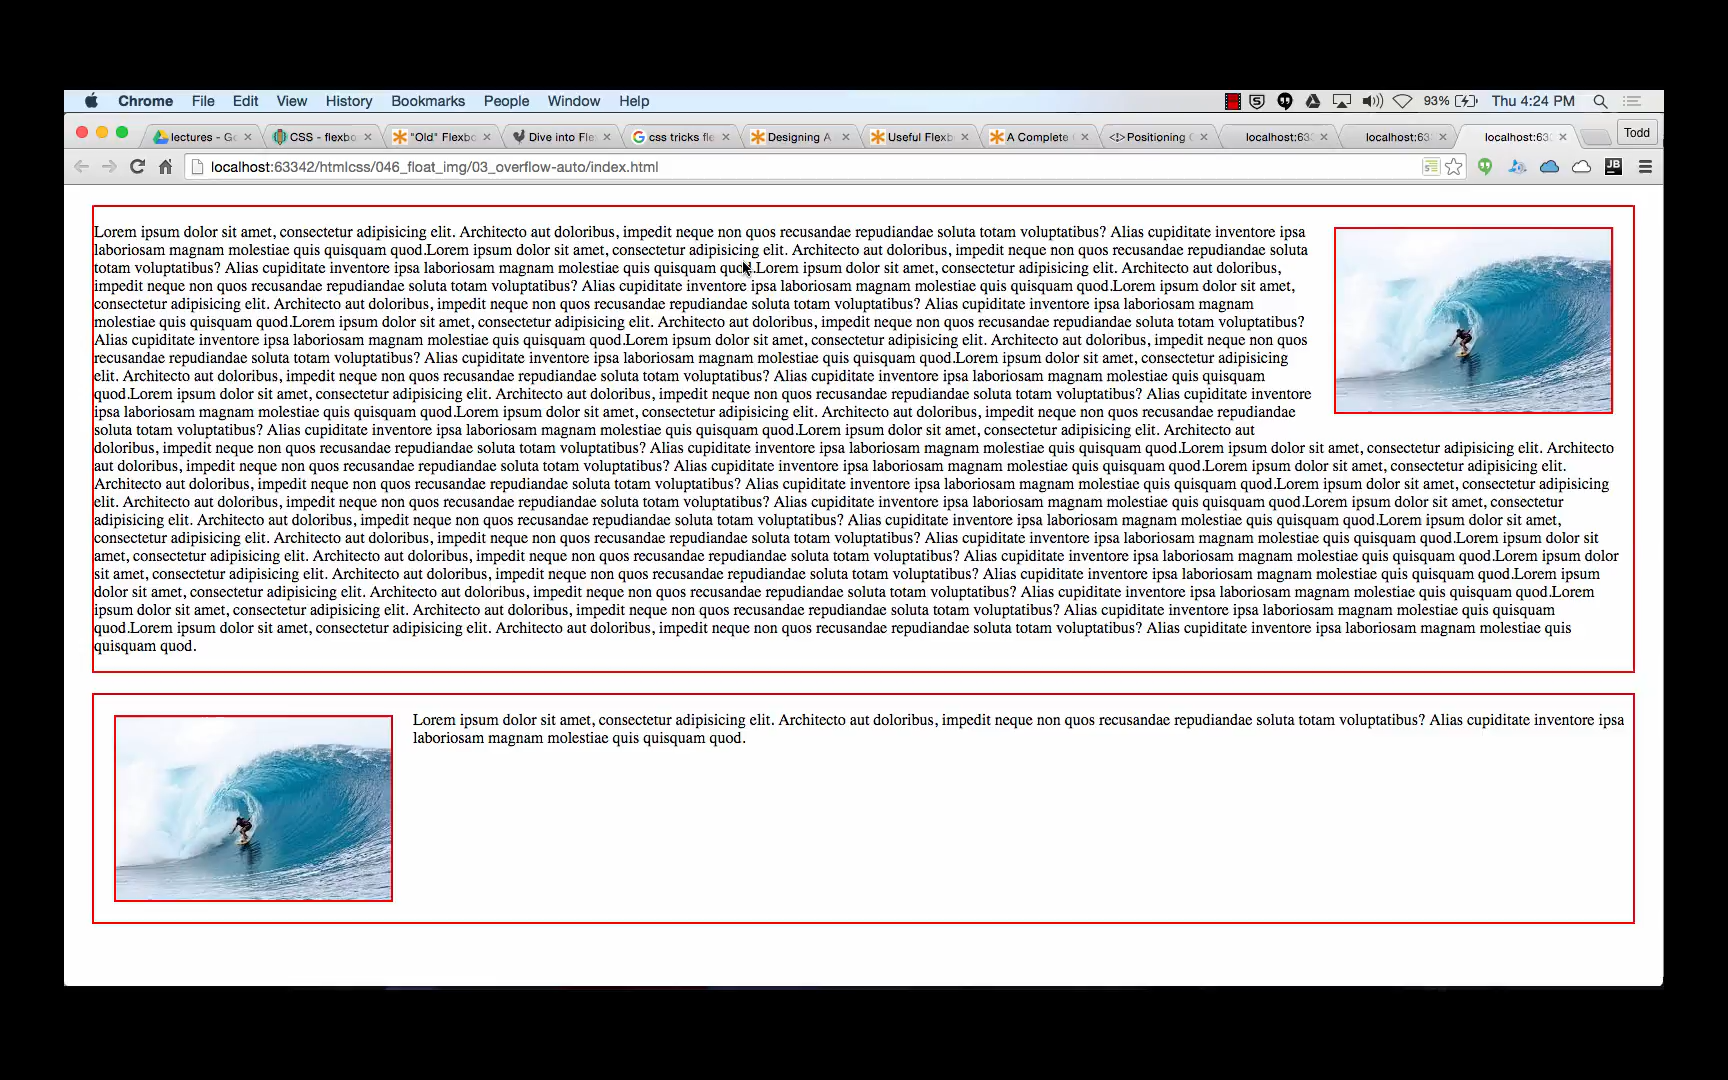 Chrome File Edit View History Bookmarks People Window Help 93% Thu 4:24 PM
lectures - Go CSS - flexbo "Old" Flexbo Dive into Fle css tricks fle Designing A Useful Flexb A Complete Positioning localhost:633 localhost:633 localhost:633 Todd
localhost:63342/htmlcss/046_float_img/03_overflow-auto/index.html JB
Lorem ipsum dolor sit amet, consectetur adipisicing elit. Architecto aut doloribus, impedit neque non quos recusandae repudiandae soluta totam voluptatibus? Alias cupiditate inventore ipsa
laboriosam magnam molestiae quis quisquam quod.Lorem ipsum dolor sit amet, consectetur adipisicing elit. Architecto aut doloribus, impedit neque non quos recusandae repudiandae soluta
totam voluptatibus? Alias cupiditate inventore ipsa laboriosam magnam molestiae quis quisquam quod.Lorem ipsum dolor sit amet, consectetur adipisicing elit. Architecto aut doloribus,
impedit neque non quos recusandae repudiandae soluta totam voluptatibus? Alias cupiditate inventore ipsa laboriosam magnam molestiae quis quisquam quod.Lorem ipsum dolor sit amet,
consectetur adipisicing elit. Architecto aut doloribus, impedit neque non quos recusandae repudiandae soluta totam voluptatibus? Alias cupiditate inventore ipsa laboriosam magnam
molestiae quis quisquam quod.Lorem ipsum dolor sit amet, consectetur adipisicing elit. Architecto aut doloribus, impedit neque non quos recusandae repudiandae soluta totam voluptatibus?
Alias cupiditate inventore ipsa laboriosam magnam molestiae quis quisquam quod.Lorem ipsum dolor sit amet, consectetur adipisicing elit. Architecto aut doloribus, impedit neque non quos
recusandae repudiandae soluta totam voluptatibus? Alias cupiditate inventore ipsa laboriosam magnam molestiae quis quisquam quod.Lorem ipsum dolor sit amet, consectetur adipisicing
elit. Architecto aut doloribus, impedit neque non quos recusandae repudiandae soluta totam voluptatibus? Alias cupiditate inventore ipsa laboriosam magnam molestiae quis quisquam
quod.Lorem ipsum dolor sit amet, consectetur adipisicing elit. Architecto aut doloribus, impedit neque non quos recusandae repudiandae soluta totam voluptatibus? Alias cupiditate inventore
ipsa laboriosam magnam molestiae quis quisquam quod.Lorem ipsum dolor sit amet, consectetur adipisicing elit. Architecto aut doloribus, impedit neque non quos recusandae repudiandae
soluta totam voluptatibus? Alias cupiditate inventore ipsa laboriosam magnam molestiae quis quisquam quod.Lorem ipsum dolor sit amet, consectetur adipisicing elit. Architecto aut
doloribus, impedit neque non quos recusandae repudiandae soluta totam voluptatibus? Alias cupiditate inventore ipsa laboriosam magnam molestiae quis quisquam quod.Lorem ipsum dolor sit amet, consectetur adipisicing elit. Architecto
aut doloribus, impedit neque non quos recusandae repudiandae soluta totam voluptatibus? Alias cupiditate inventore ipsa laboriosam magnam molestiae quis quisquam quod.Lorem ipsum dolor sit amet, consectetur adipisicing elit.
Architecto aut doloribus, impedit neque non quos recusandae repudiandae soluta totam voluptatibus? Alias cupiditate inventore ipsa laboriosam magnam molestiae quis quisquam quod.Lorem ipsum dolor sit amet, consectetur adipisicing
elit. Architecto aut doloribus, impedit neque non quos recusandae repudiandae soluta totam voluptatibus? Alias cupiditate inventore ipsa laboriosam magnam molestiae quis quisquam quod.Lorem ipsum dolor sit amet, consectetur
adipisicing elit. Architecto aut doloribus, impedit neque non quos recusandae repudiandae soluta totam voluptatibus? Alias cupiditate inventore ipsa laboriosam magnam molestiae quis quisquam quod.Lorem ipsum dolor sit amet,
consectetur adipisicing elit. Architecto aut doloribus, impedit neque non quos recusandae repudiandae soluta totam voluptatibus? Alias cupiditate inventore ipsa laboriosam magnam molestiae quis quisquam quod.Lorem ipsum dolor sit
amet, consectetur adipisicing elit. Architecto aut doloribus, impedit neque non quos recusandae repudiandae soluta totam voluptatibus? Alias cupiditate inventore ipsa laboriosam magnam molestiae quis quisquam quod.Lorem ipsum dolor
sit amet, consectetur adipisicing elit. Architecto aut doloribus, impedit neque non quos recusandae repudiandae soluta totam voluptatibus? Alias cupiditate inventore ipsa laboriosam magnam molestiae quis quisquam quod.Lorem ipsum
dolor sit amet, consectetur adipisicing elit. Architecto aut doloribus, impedit neque non quos recusandae repudiandae soluta totam voluptatibus? Alias cupiditate inventore ipsa laboriosam magnam molestiae quis quisquam quod.Lorem
ipsum dolor sit amet, consectetur adipisicing elit. Architecto aut doloribus, impedit neque non quos recusandae repudiandae soluta totam voluptatibus? Alias cupiditate inventore ipsa laboriosam magnam molestiae quis quisquam
quod.Lorem ipsum dolor sit amet, consectetur adipisicing elit. Architecto aut doloribus, impedit neque non quos recusandae repudiandae soluta totam voluptatibus? Alias cupiditate inventore ipsa laboriosam magnam molestiae quis
quisquam quod.
Lorem ipsum dolor sit amet, consectetur adipisicing elit. Architecto aut doloribus, impedit neque non quos recusandae repudiandae soluta totam voluptatibus? Alias cupiditate inventore ipsa
laboriosam magnam molestiae quis quisquam quod.